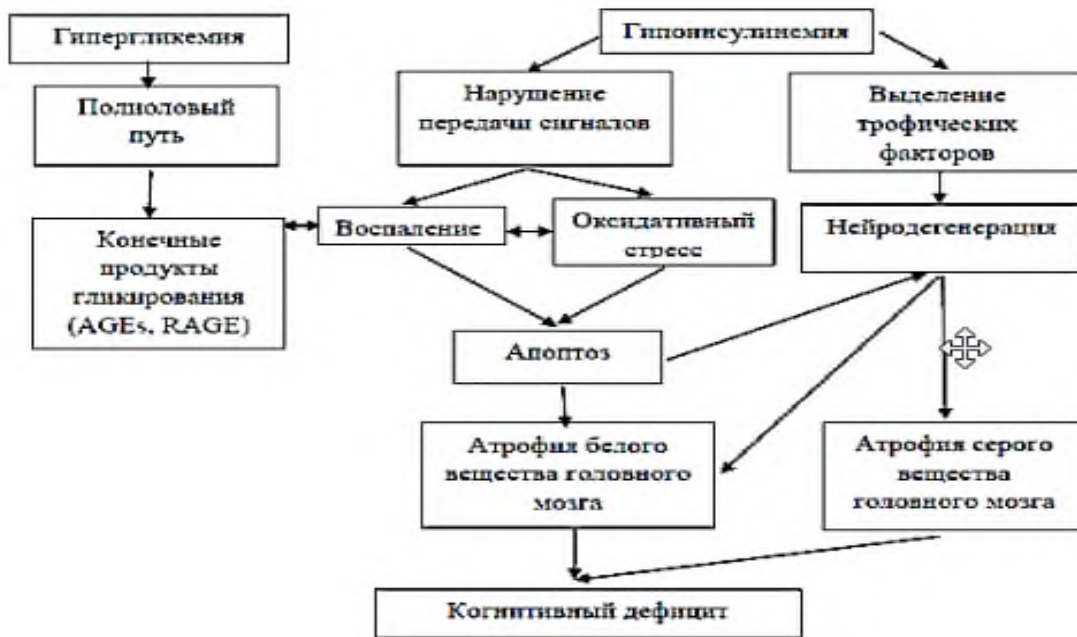 Гипергликемия
Гипоинсулинемия
Полиоловый
путь
Нарушение
передачи сигналов
Выделение
трофических
факторов
Конечные
продукты
гликирования
(AGEs, RAGE)
Воспаление
Оксидативный
стресс
Нейродегенерация
Апоптоз
Атрофия белого
вещества головного
мозга
Атрофия серого
вещества
головного мозга
Когнитивный дефицит